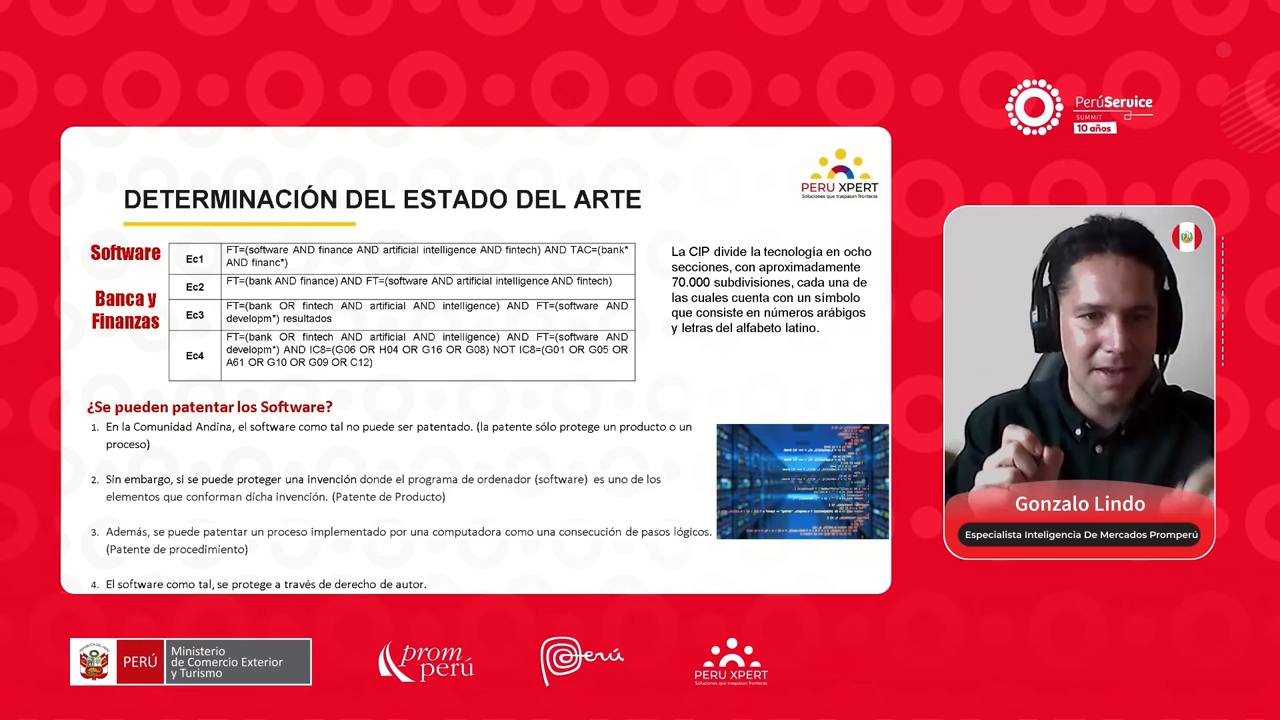 PerúService
SUMMIT
10 años
PERU XPERT
Soluciones que traspasan fronteras
DETERMINACIÓN DEL ESTADO DEL ARTE
Software
Banca y
Finanzas
Ec1
FT=(software AND finance AND artificial intelligence AND fintech) AND TAC=(bank*
AND financ*)
Ec2
FT=(bank AND finance) AND FT=(software AND artificial intelligence AND fintech)
Ec3
FT=(bank OR fintech AND artificial AND intelligence) AND FT=(software AND
developm*) resultados
Ec4
FT=(bank OR fintech AND artificial AND intelligence) AND FT=(software AND
developm*) AND IC8=(G06 OR H04 OR G16 OR G08) NOT IC8=(G01 OR G05 OR
A61 OR G10 OR G09 OR C12)
La CIP divide la tecnología en ocho
secciones, con aproximadamente
70.000 subdivisiones, cada una de
las cuales cuenta con un símbolo
que consiste en números arábigos
y letras del alfabeto latino.
¿Se pueden patentar los Software?
1. En la Comunidad Andina, el software como tal no puede ser patentado. (la patente sólo protege un producto o un
proceso)
2. Sin embargo, si se puede proteger una invención donde el programa de ordenador (software) es uno de los
elementos que conforman dicha invención. (Patente de Producto)
3. Además, se puede patentar un proceso implementado por una computadora como una consecución de pasos lógicos.
(Patente de procedimiento)
4. El software como tal, se protege a través de derecho de autor.
Gonzalo Lindo
Especialista Inteligencia De Mercados Promperú
PERÚ
Ministerio
de Comercio Exterior
y Turismo
prom
perú
Perú
PERU XPERT
Soluciones que traspasan fronteras